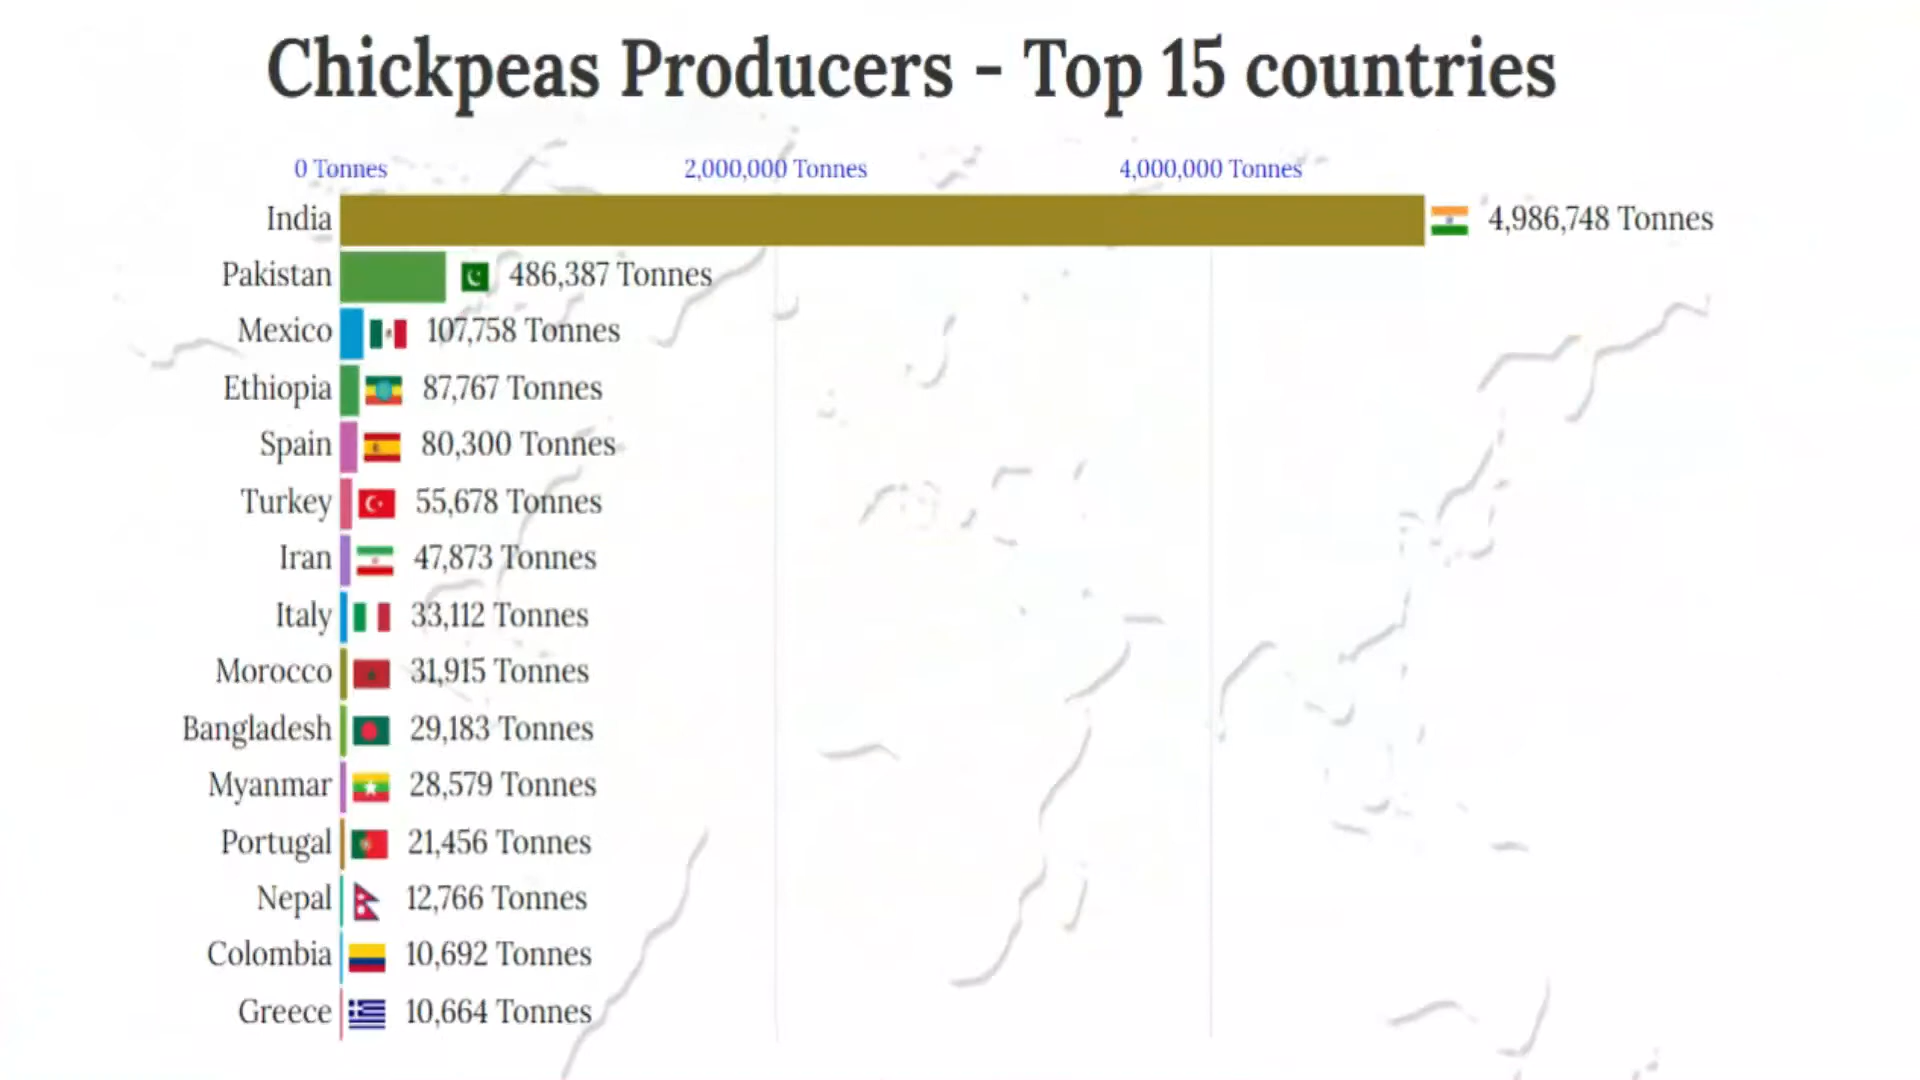 Chickpeas Producers - Top 15 countries
0 Tonnes 2,000,000 Tonnes 4,000,000 Tonnes
India 4,986,748 Tonnes
Pakistan 486,387 Tonnes
Mexico 107,758 Tonnes
Ethiopia 87,767 Tonnes
Spain 80,300 Tonnes
Turkey 55,678 Tonnes
Iran 47,873 Tonnes
Italy 33,112 Tonnes
Morocco 31,915 Tonnes
Bangladesh 29,183 Tonnes
Myanmar 28,579 Tonnes
Portugal 21,456 Tonnes
Nepal 12,766 Tonnes
Colombia 10,692 Tonnes
Greece 10,664 Tonnes